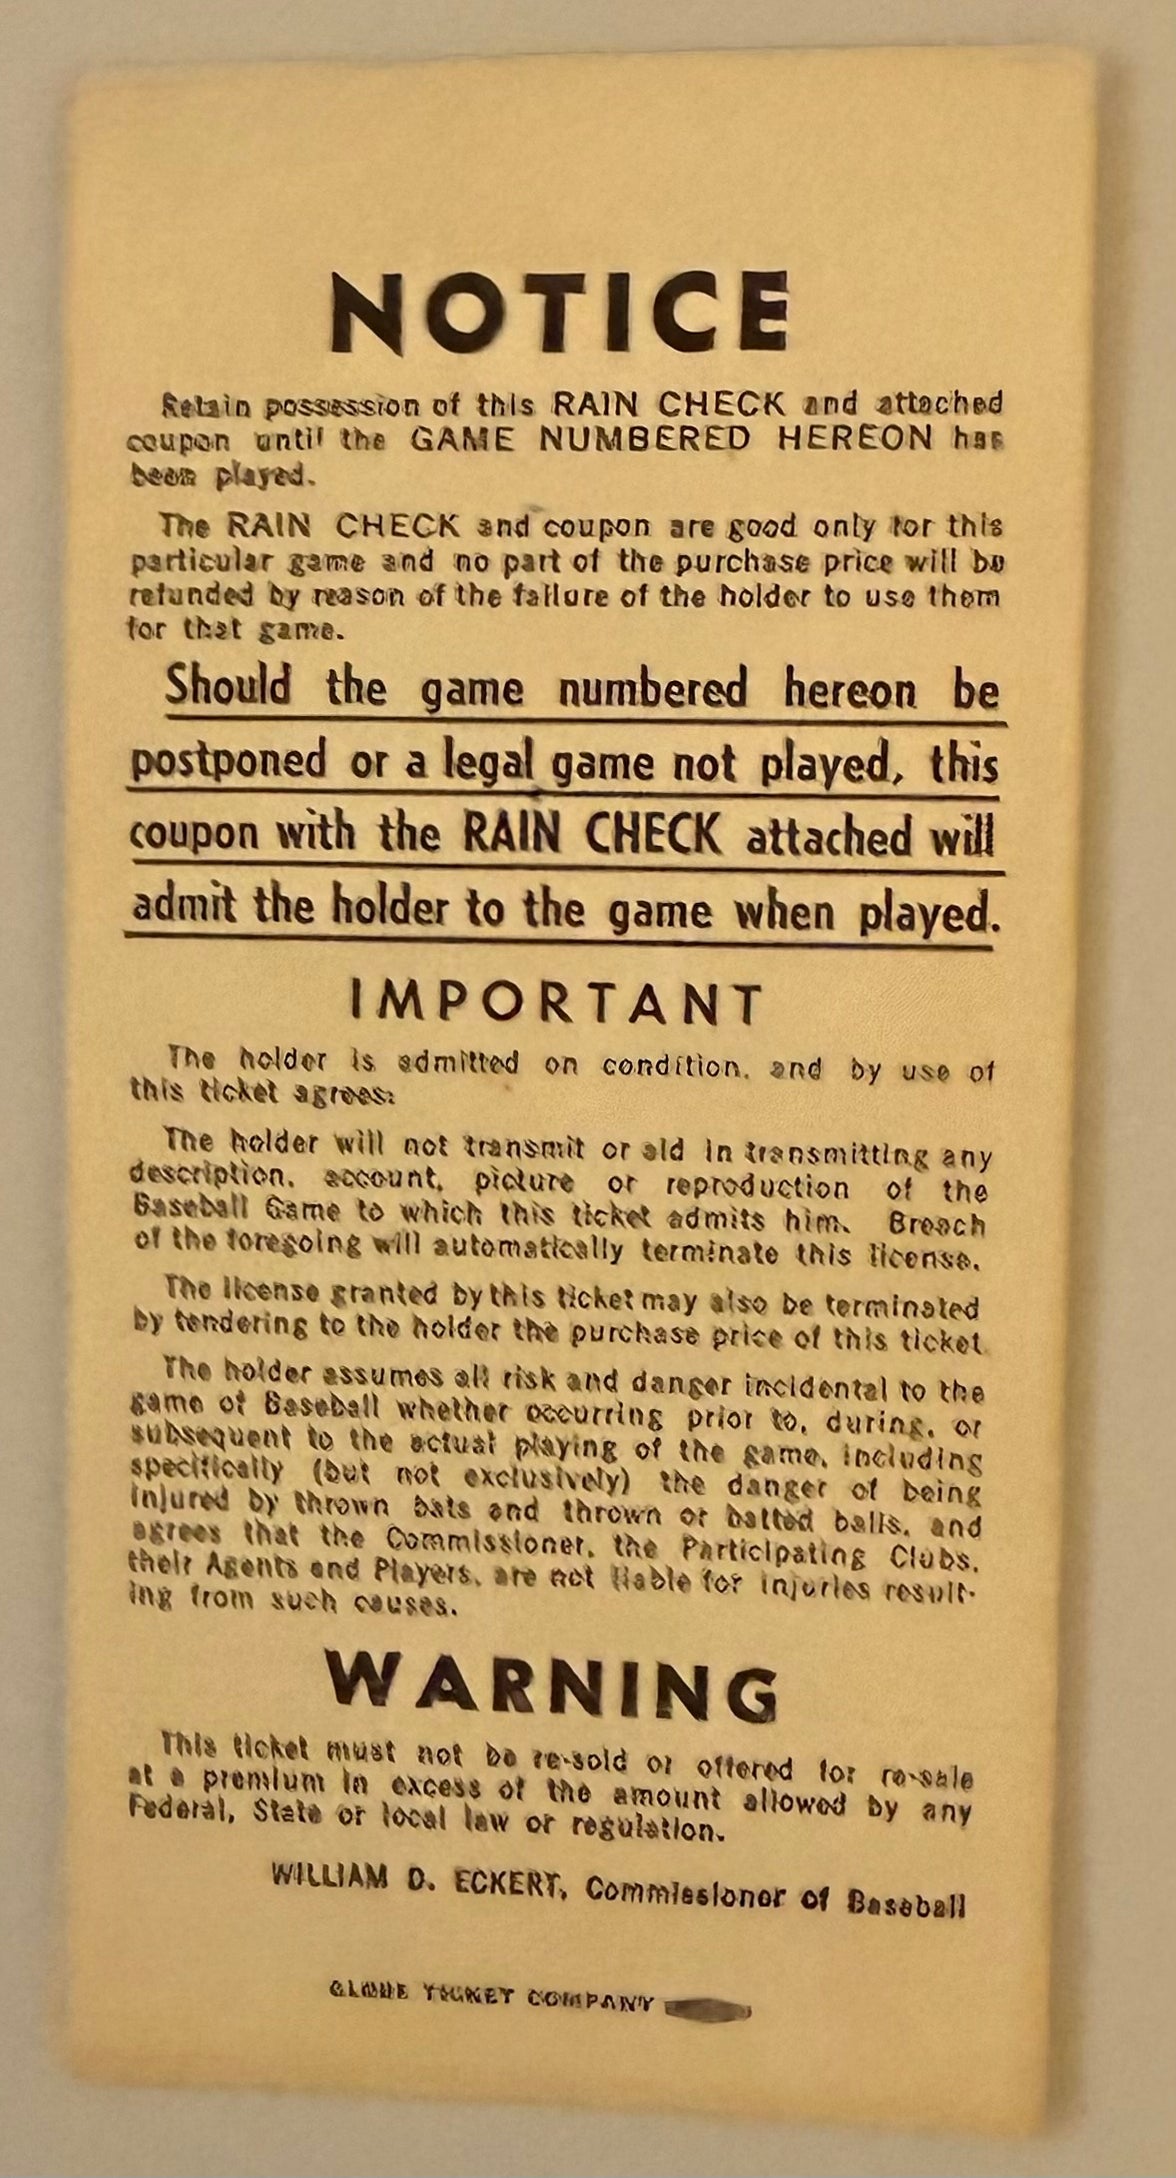 NOTICE
Retain possession of this RAIN CHECK and attached
coupon until the GAME NUMBERED HEREON has
been played.
The RAIN CHECK and coupon are good only for this
particular game and no part of the purchase price will be
refunded by reason of the failure of the holder to use them
for that game.
Should the game numbered hereon be
postponed or a legal game not played, this
coupon with the RAIN CHECK attached will
admit the holder to the game when played.
IMPORTANT
The holder is admitted on condition, and by use of
this ticket agrees:
The holder will not transmit or aid in transmitting any
description, account, picture or reproduction of the
Baseball Game to which this ticket admits him. Breach
of the foregoing will automatically terminate this license.
The license granted by this ticket may also be terminated
by tendering to the holder the purchase price of this ticket
The holder assumes all risk and danger incidental to the
game of Baseball whether occurring prior to, during, or
subsequent to the actual playing of the game, including
specifically (but not exclusively) the danger of being
injured by thrown bats and thrown or batted balls, and
agrees that the Commissioner, the Participating Clubs,
their Agents and Players, are not liable for injuries result-
ing from such causes.
WARNING
This ticket must not be re-sold or offered for re-sale
at a premium in excess of the amount allowed by any
Federal, State or local law or regulation.
WILLIAM D. ECKERT, Commissioner of Baseball
GLOBE TICKET COMPANY